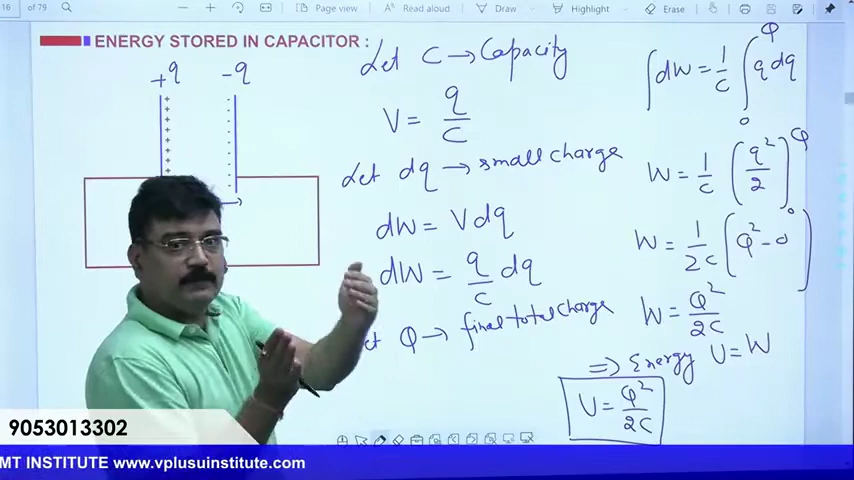 16 of 79
Page view
Read aloud
Draw
Highlight
Erase
ENERGY STORED IN CAPACITOR :
+q -q
Let C → Capacity
V = q/C
Let dq → small charge
dW = V dq
dW = q/C dq
Let Q → final total charge
∫dW = 1/C ∫₀^Q q dq
W = 1/C (q²/2)₀^Q
W = 1/2C (Q² - 0)
W = Q²/2C
⇒ Energy U = W
U = Q²/2C
9053013302
MT INSTITUTE www.vplusuinstitute.com